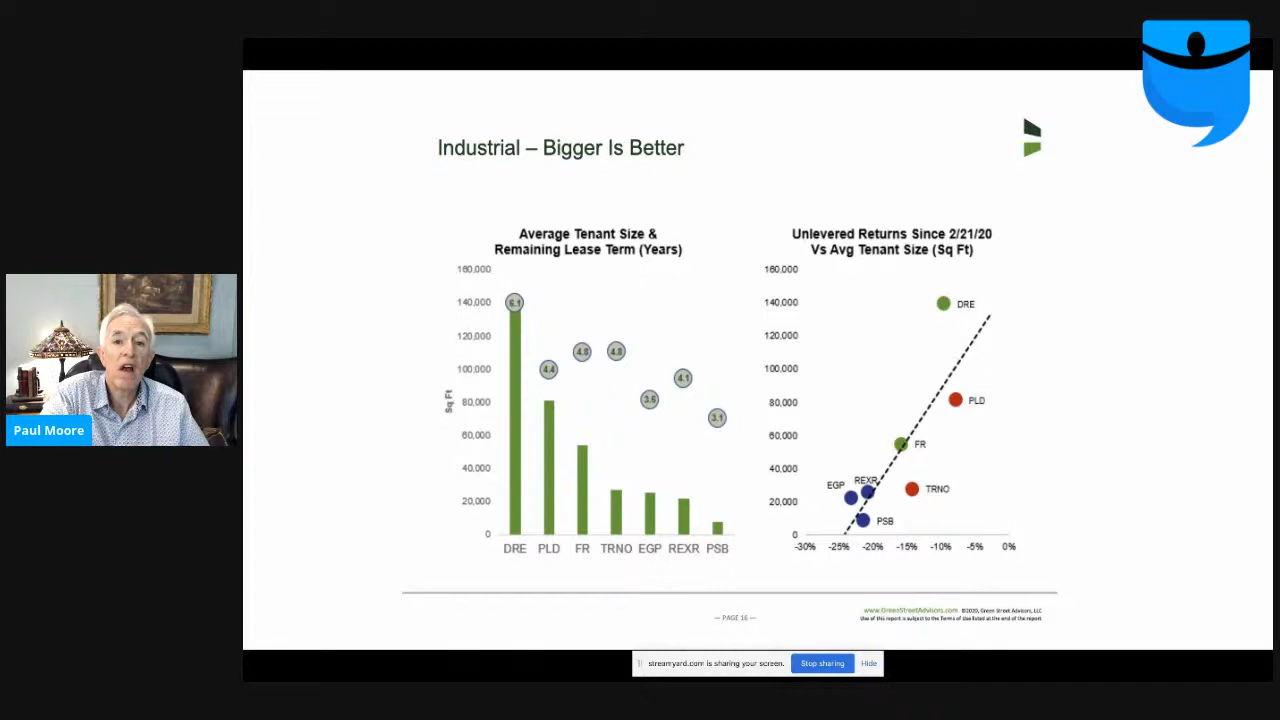 Industrial – Bigger Is Better
Average Tenant Size &
Remaining Lease Term (Years)
160,000
140,000
120,000
100,000
80,000
60,000
40,000
20,000
0
Sq Ft
6.1
4.4
4.8
4.8
3.6
4.1
3.1
DRE PLD FR TRNO EGP REXR PSB
Unlevered Returns Since 2/21/20
Vs Avg Tenant Size (Sq Ft)
160,000
140,000
120,000
100,000
80,000
60,000
40,000
20,000
0
DRE
PLD
FR
EGP
REXR
TRNO
PSB
-30% -25% -20% -15% -10% -5% 0%
Paul Moore
— PAGE 16 —
www.GreenStreetAdvisors.com ©2020, Green Street Advisors, LLC
Use of this report is subject to the Terms of Use listed at the end of the report
streamyard.com is sharing your screen. Stop sharing Hide